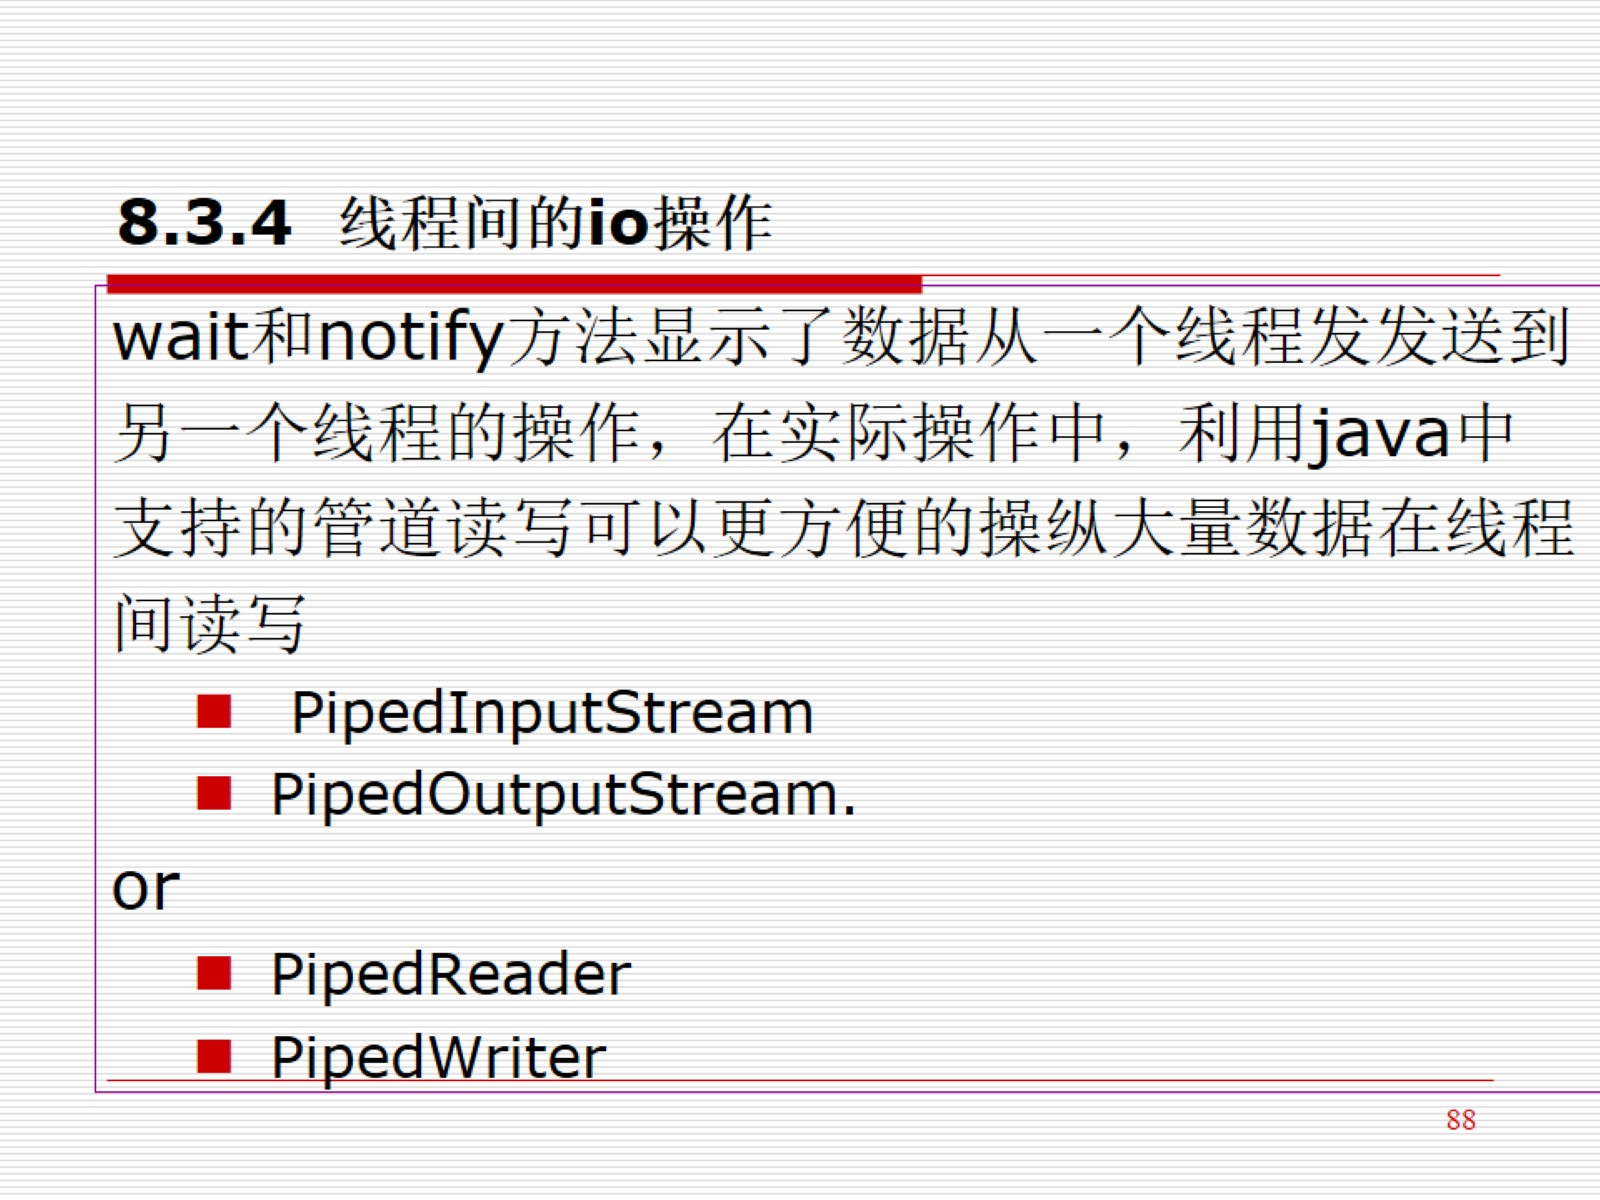 8.3.4 线程间的io操作
wait和notify方法显示了数据从一个线程发发送到
另一个线程的操作，在实际操作中，利用java中
支持的管道读写可以更方便的操纵大量数据在线程
间读写
PipedInputStream
PipedOutputStream.
or
PipedReader
PipedWriter
88